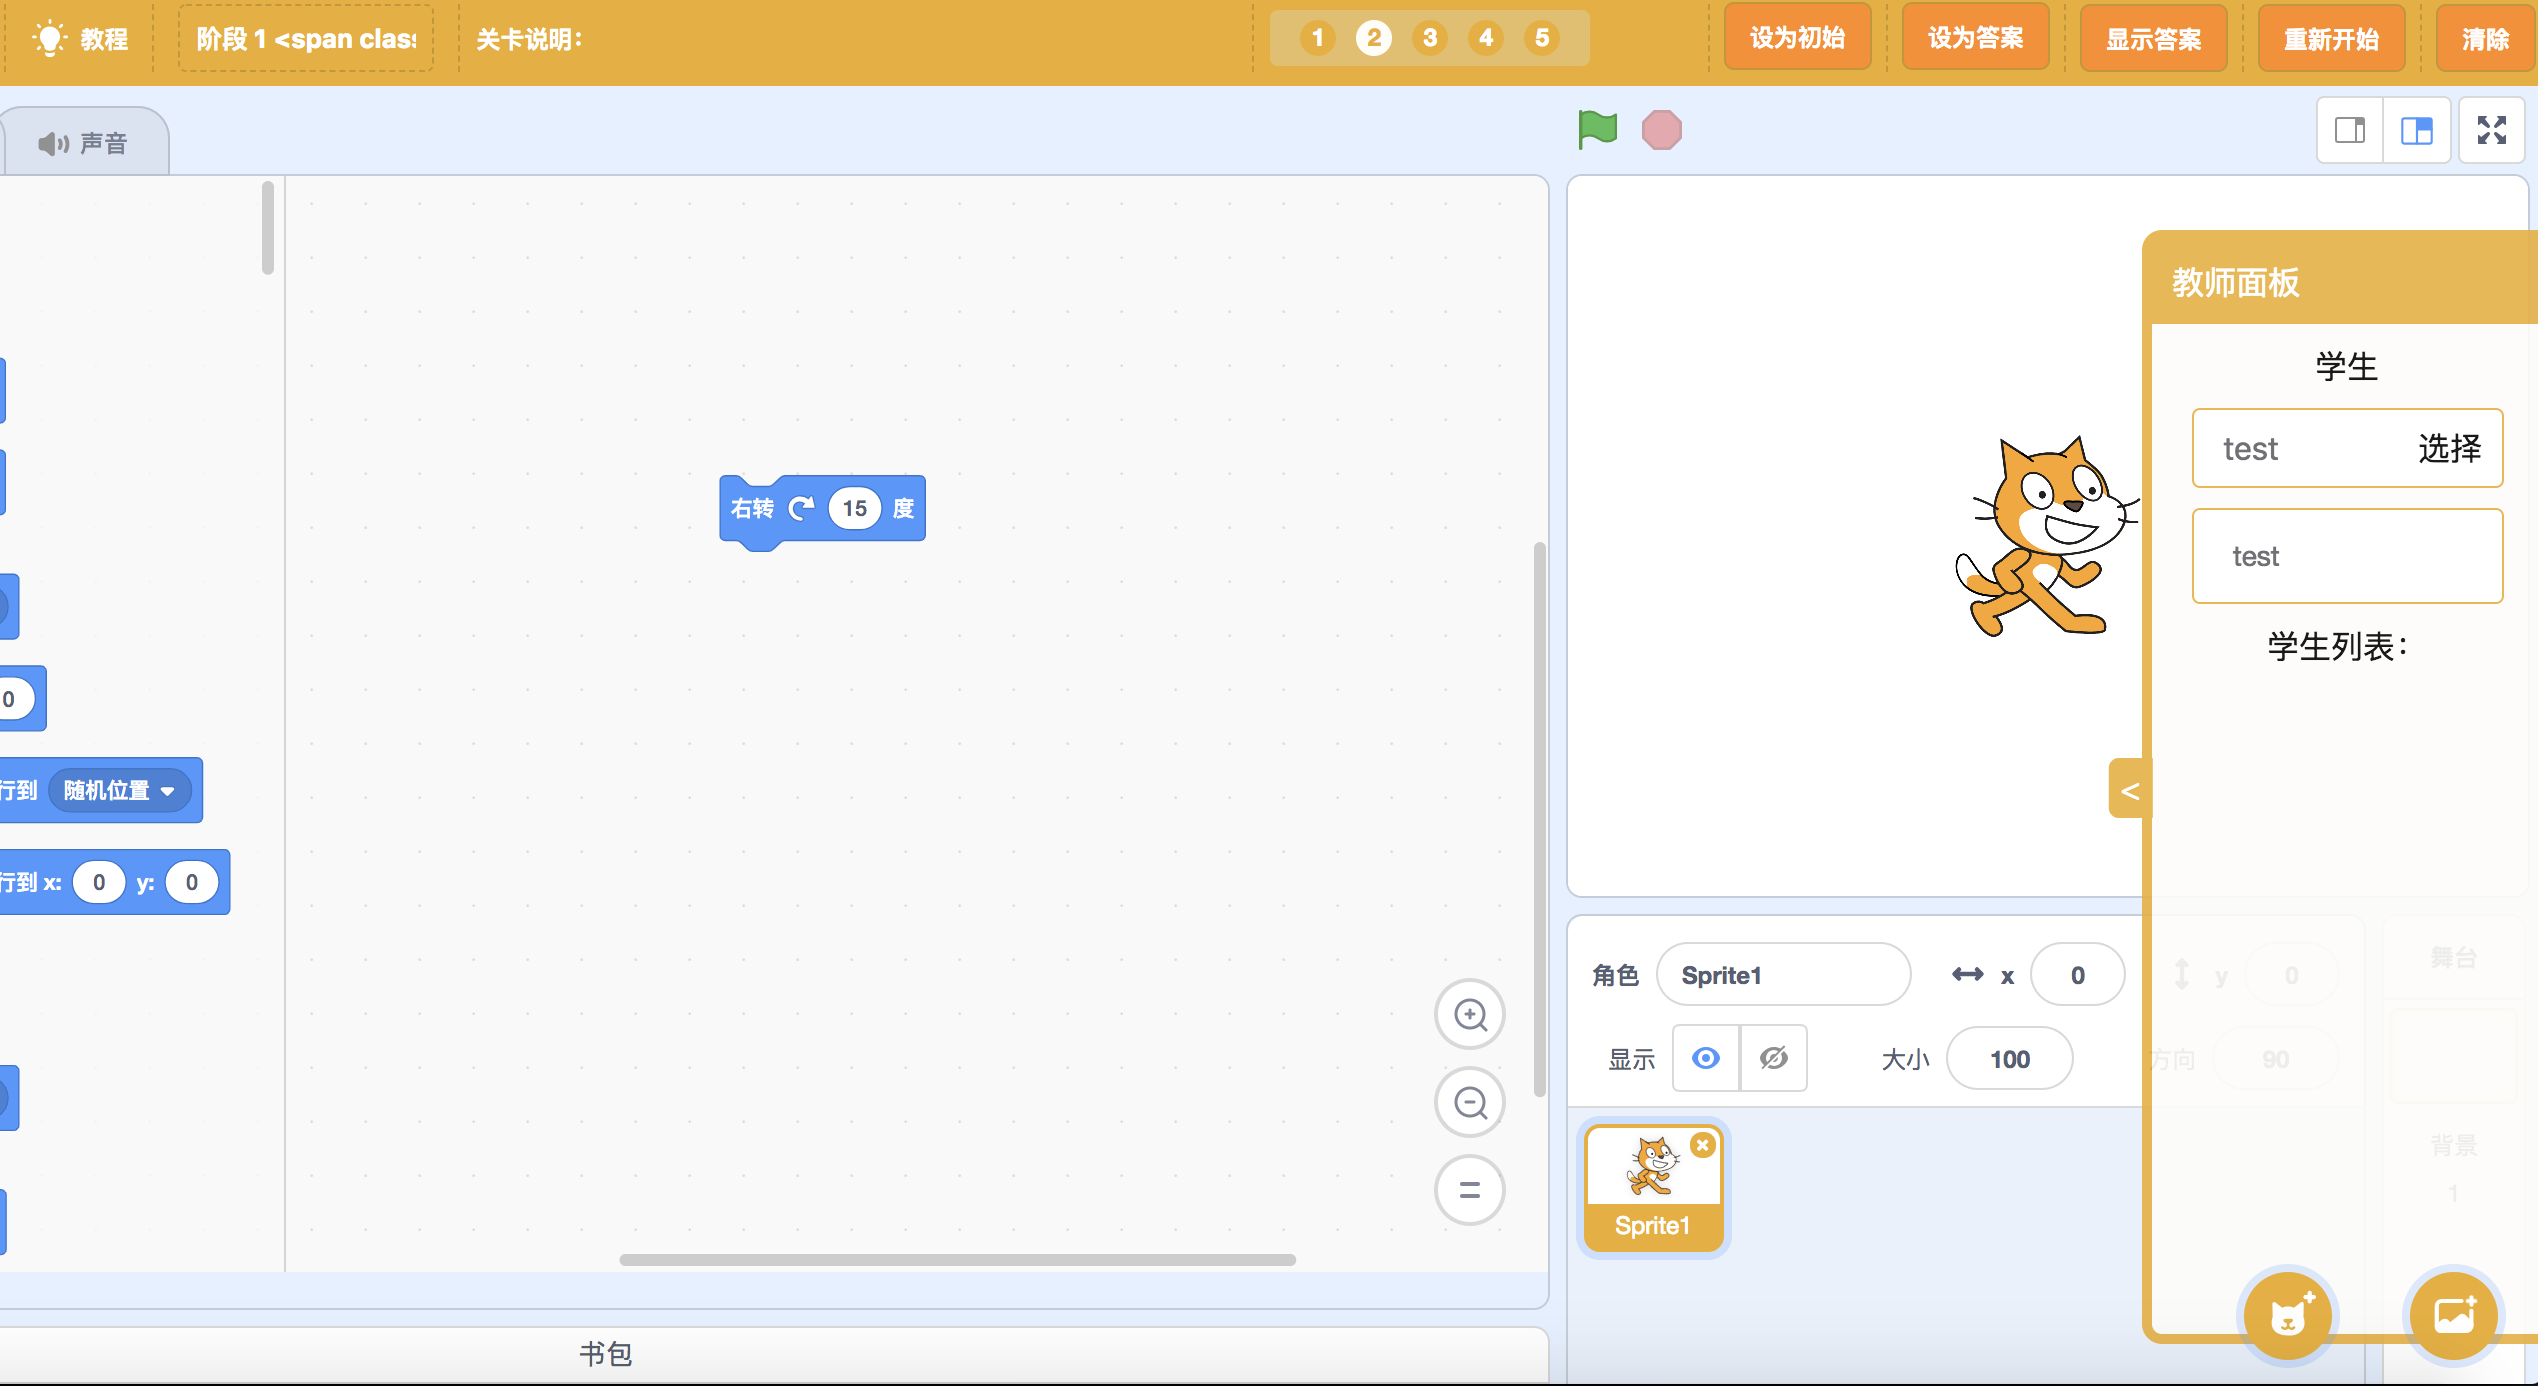 教程
阶段 1 <span clas
关卡说明：
1 2 3 4 5
设为初始
设为答案
显示答案
重新开始
清除
声音
右转 15 度
0
行到 随机位置
行到 x: 0 y: 0
教师面板
学生
test 选择
test
学生列表：
<
角色 Sprite1 x 0 y 0
显示 大小 100 方向 90
舞台
背景
1
Sprite1
书包